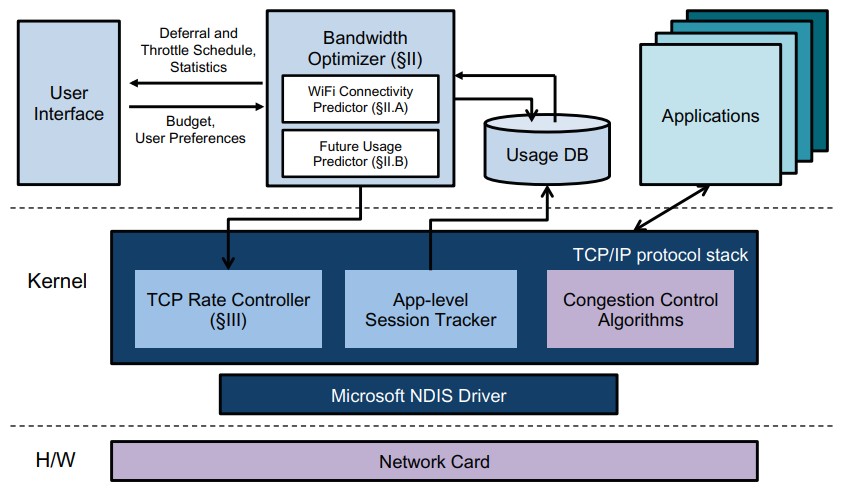 User
Interface
Deferral and
Throttle Schedule,
Statistics
Budget,
User Preferences
Bandwidth
Optimizer (§II)
WiFi Connectivity
Predictor (§II.A)
Future Usage
Predictor (§II.B)
Usage DB
Applications
Kernel
TCP/IP protocol stack
TCP Rate Controller
(§III)
App-level
Session Tracker
Congestion Control
Algorithms
Microsoft NDIS Driver
H/W
Network Card